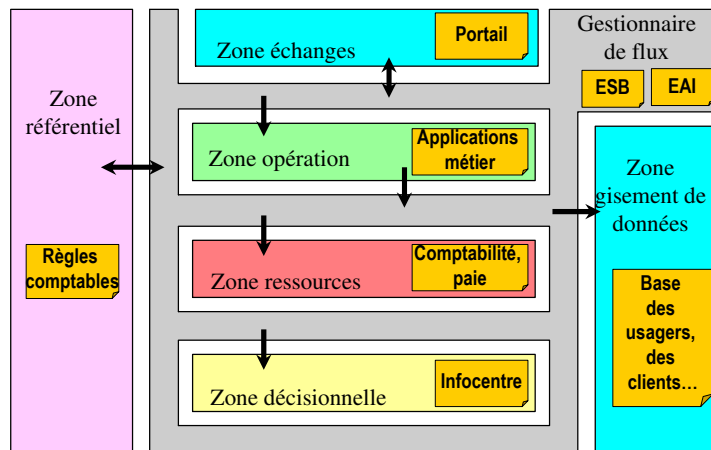 Zone échanges
Portail
Gestionnaire
de flux
ESB
EAI
Zone
référentiel
Règles
comptables
Zone opération
Applications
métier
Zone ressources
Comptabilité,
paie
Zone décisionnelle
Infocentre
Zone
gisement de
données
Base
des
usagers,
des
clients…